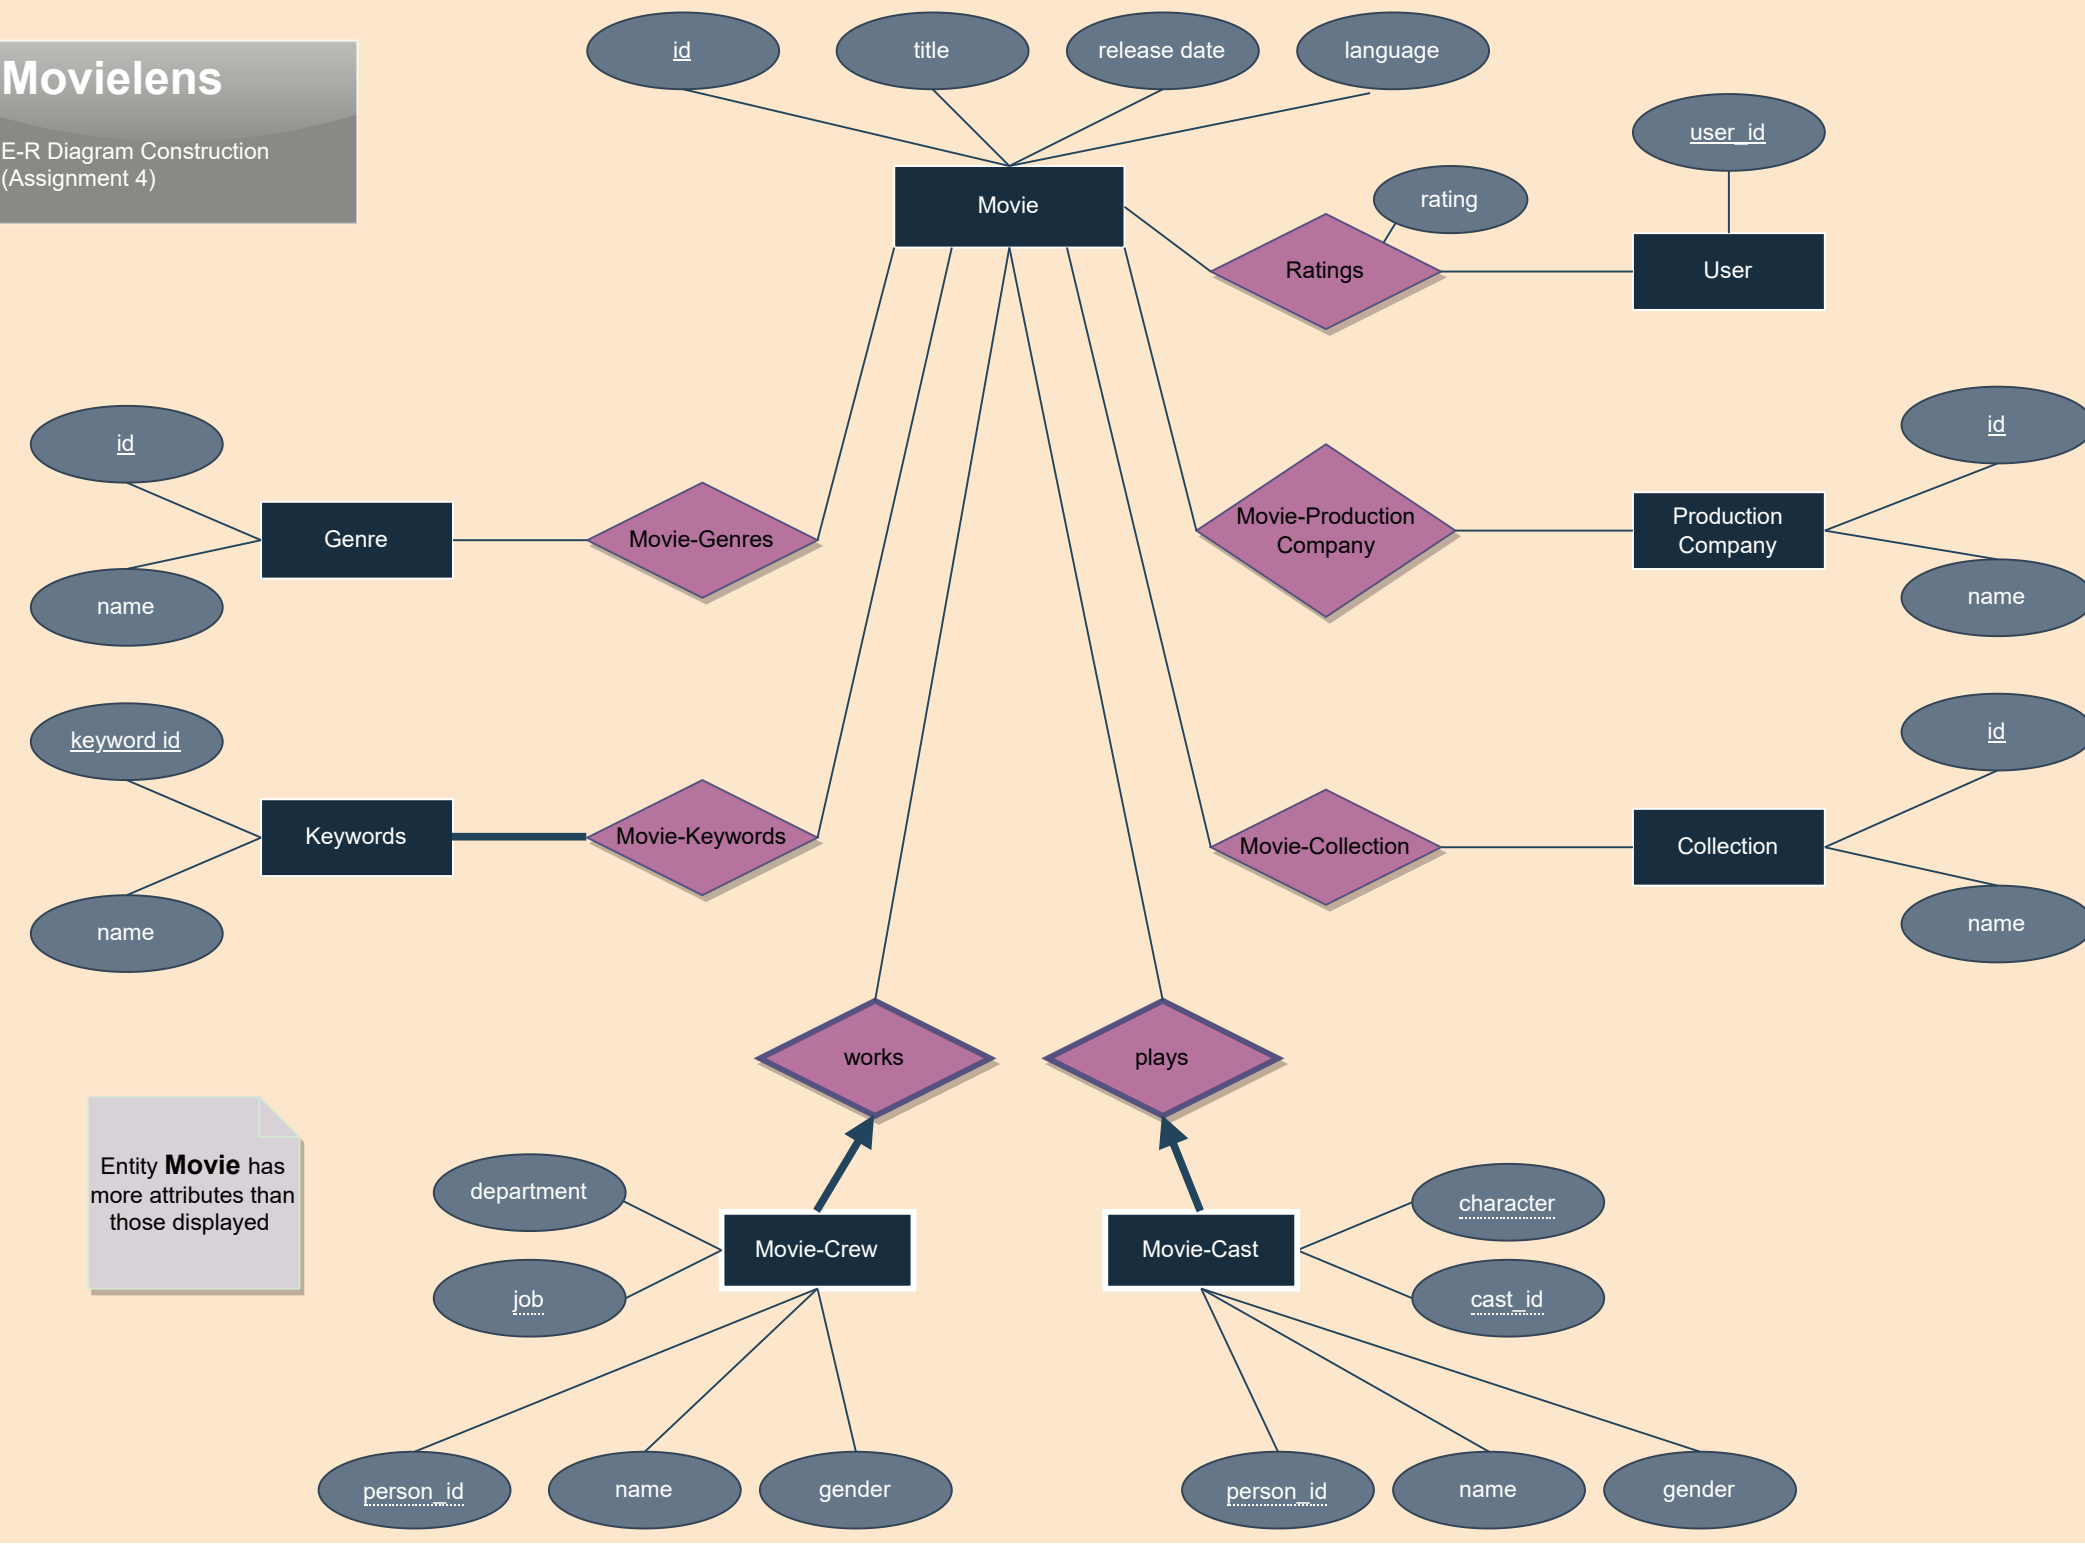 Movielens
E-R Diagram Construction
(Assignment 4)
id
title
release date
language
user_id
rating
Movie
Ratings
User
id
name
Genre
Movie-Genres
Movie-Production
Company
Production
Company
id
name
keyword id
name
Keywords
Movie-Keywords
Movie-Collection
Collection
id
name
works
plays
Entity Movie has
more attributes than
those displayed
department
job
Movie-Crew
Movie-Cast
character
cast_id
person_id
name
gender
person_id
name
gender